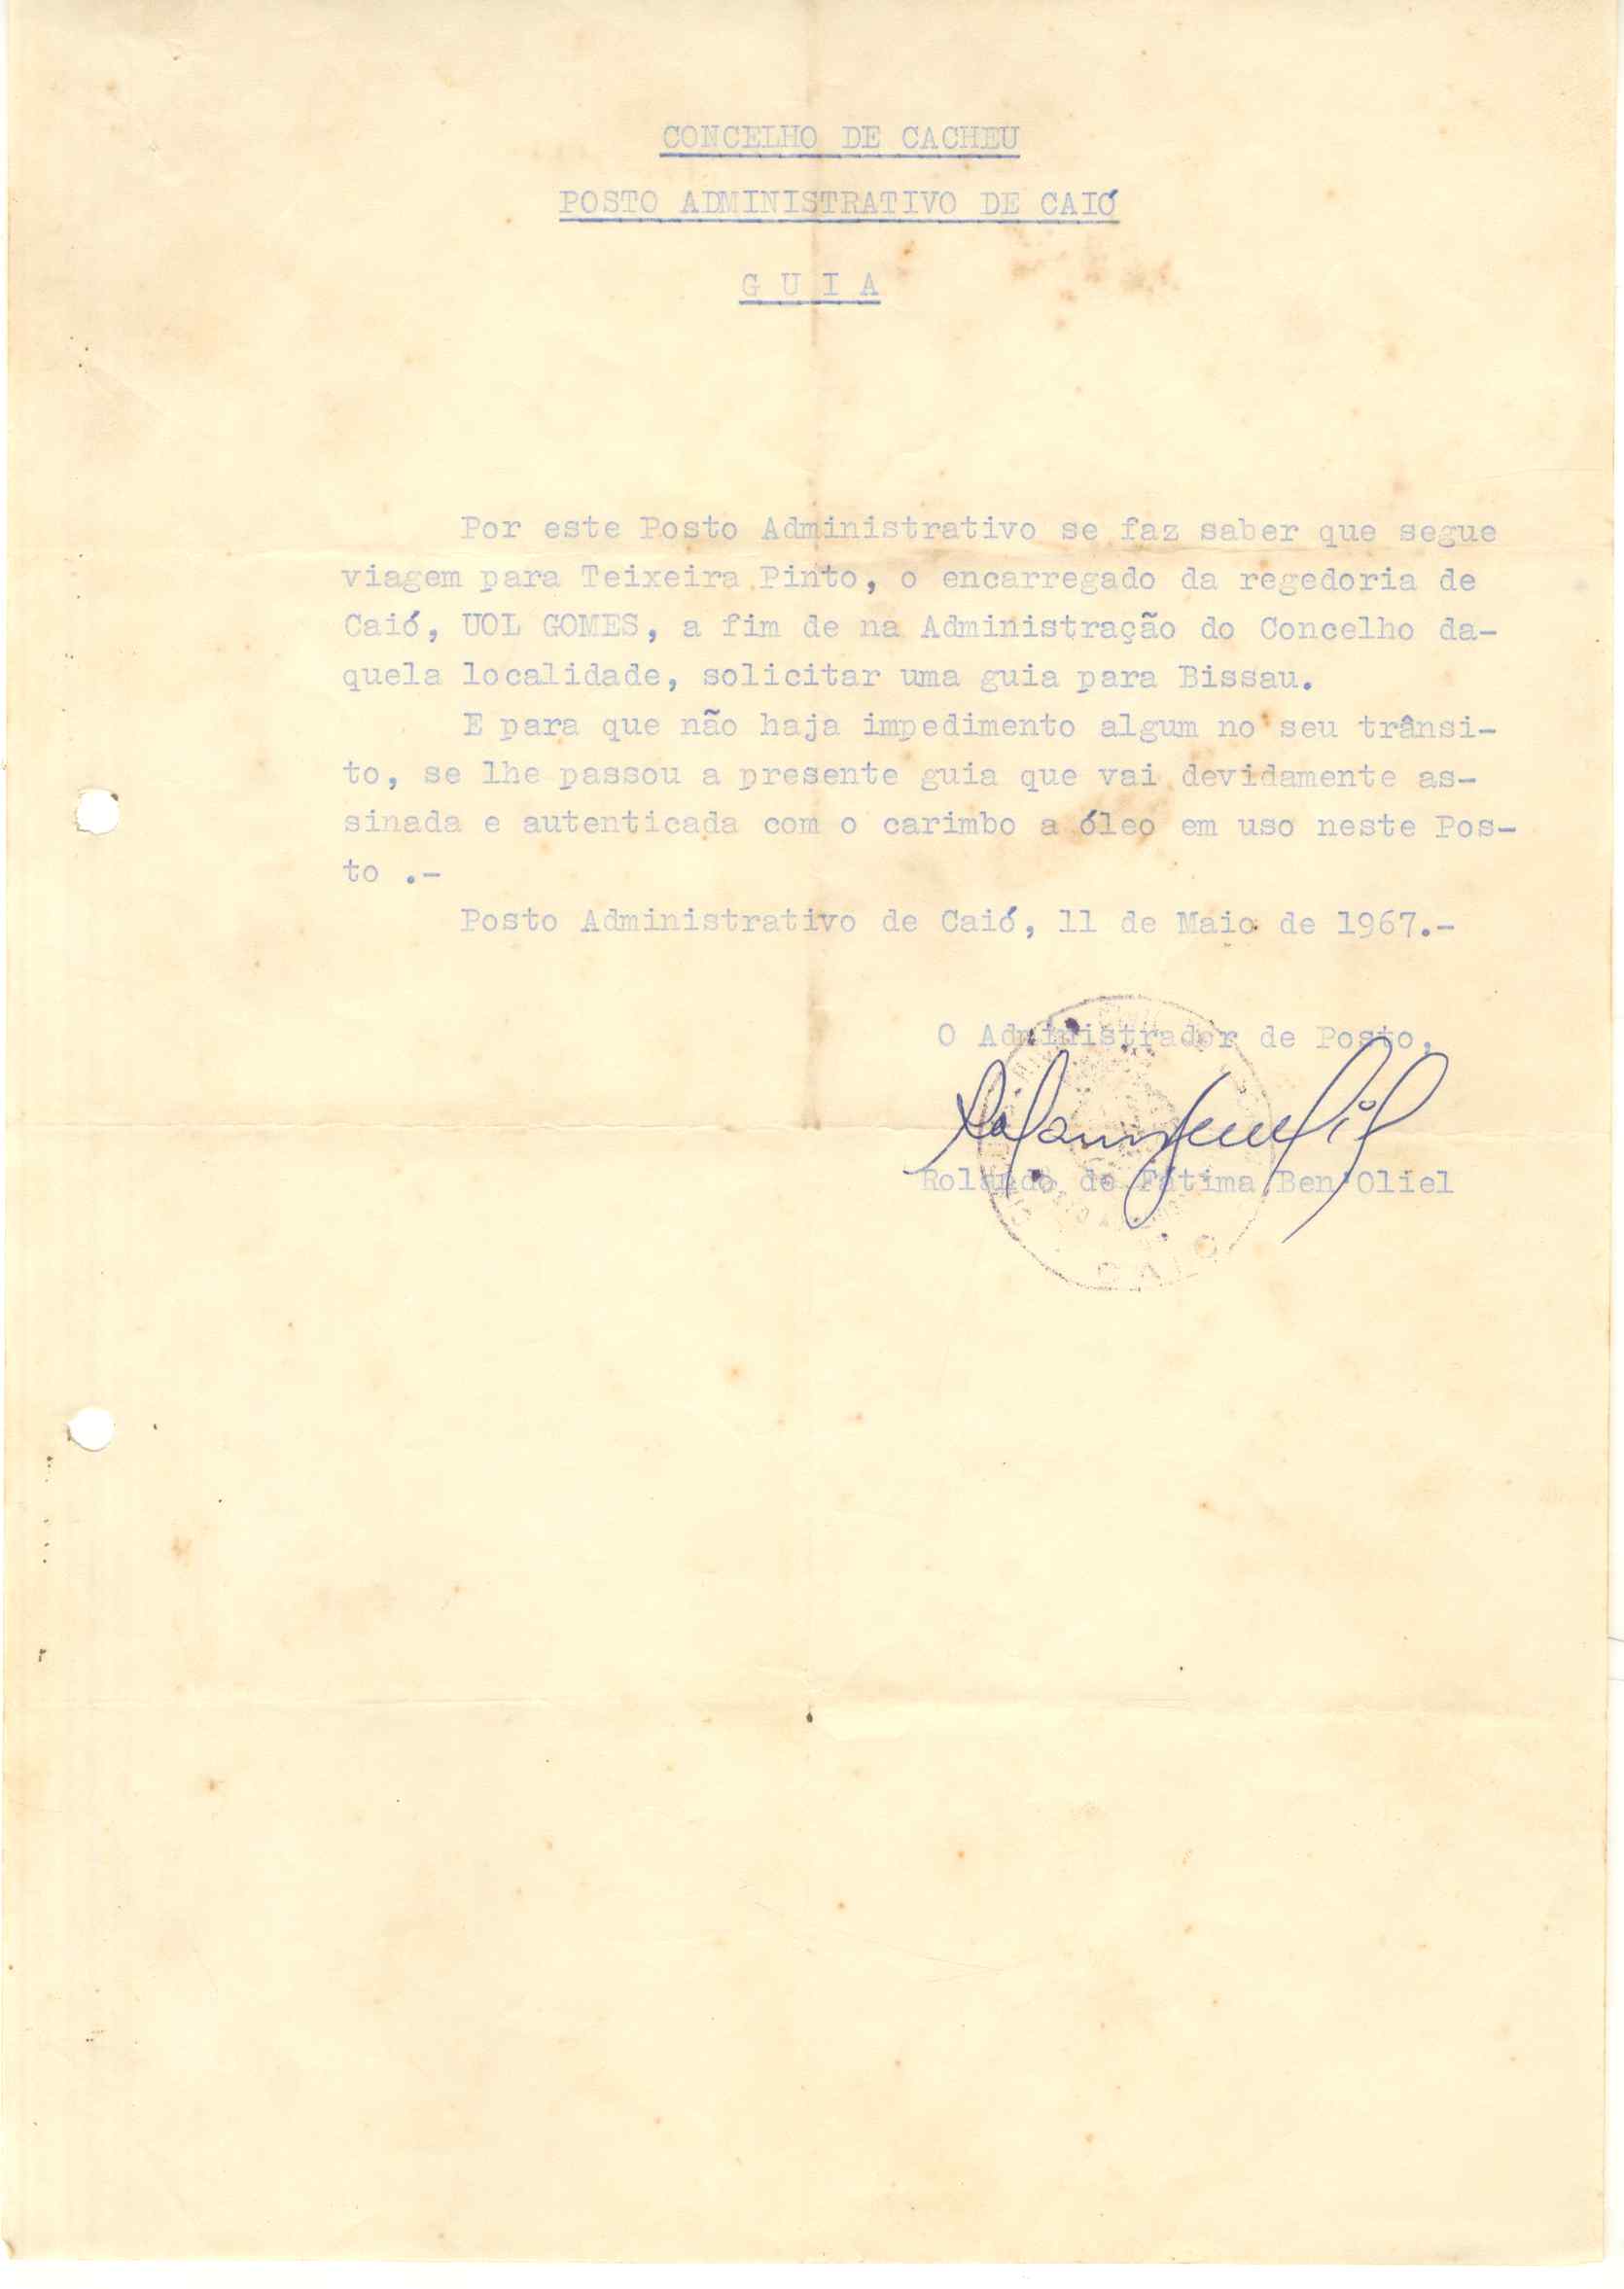 CONCELHO DE CACHEU
POSTO ADMINISTRATIVO DE CAIÓ
G U I A
Por este Posto Administrativo se faz saber que segue
viagem para Teixeira Pinto, o encarregado da regedoria de
Caió, UOL GOMES, a fim de na Administração do Concelho da-
quela localidade, solicitar uma guia para Bissau.
E para que não haja impedimento algum no seu trânsi-
to, se lhe passou a presente guia que vai devidamente as-
sinada e autenticada com o carimbo a óleo em uso neste Pos-
to .-
Posto Administrativo de Caió, 11 de Maio de 1967.-
O Administrador de Posto,
Rolando de Fátima Ben'Oliel
CAIÓ